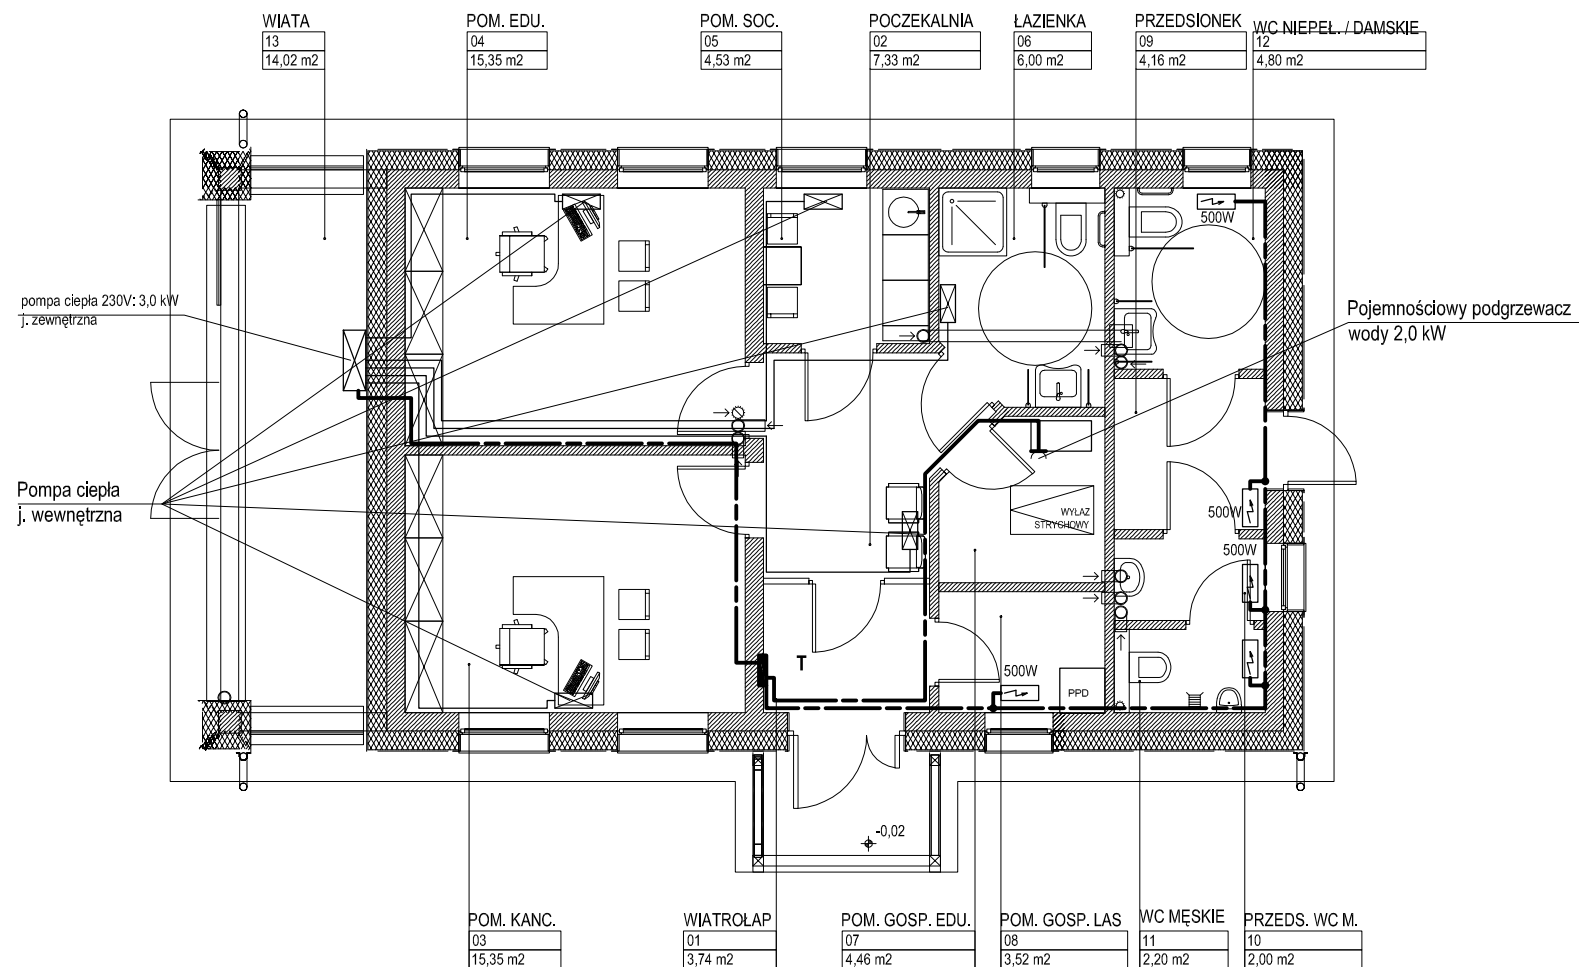 WIATA
13
14,02 m2
POM. EDU.
04
15,35 m2
POM. SOC.
05
4,53 m2
POCZEKALNIA
02
7,33 m2
ŁAZIENKA
06
6,00 m2
PRZEDSIONEK
09
4,16 m2
WC NIEPEŁ. / DAMSKIE
12
4,80 m2
500W
pompa ciepła 230V: 3,0 kW
j. zewnętrzna
Pojemnościowy podgrzewacz
wody 2,0 kW
Pompa ciepła
j. wewnętrzna
WYŁAZ
STRYCHOWY
500W
500W
T
500W
PPD
-0,02
POM. KANC.
03
15,35 m2
WIATROŁAP
01
3,74 m2
POM. GOSP. EDU.
07
4,46 m2
POM. GOSP. LAS
08
3,52 m2
WC MĘSKIE
11
2,20 m2
PRZEDS. WC M.
10
2,00 m2